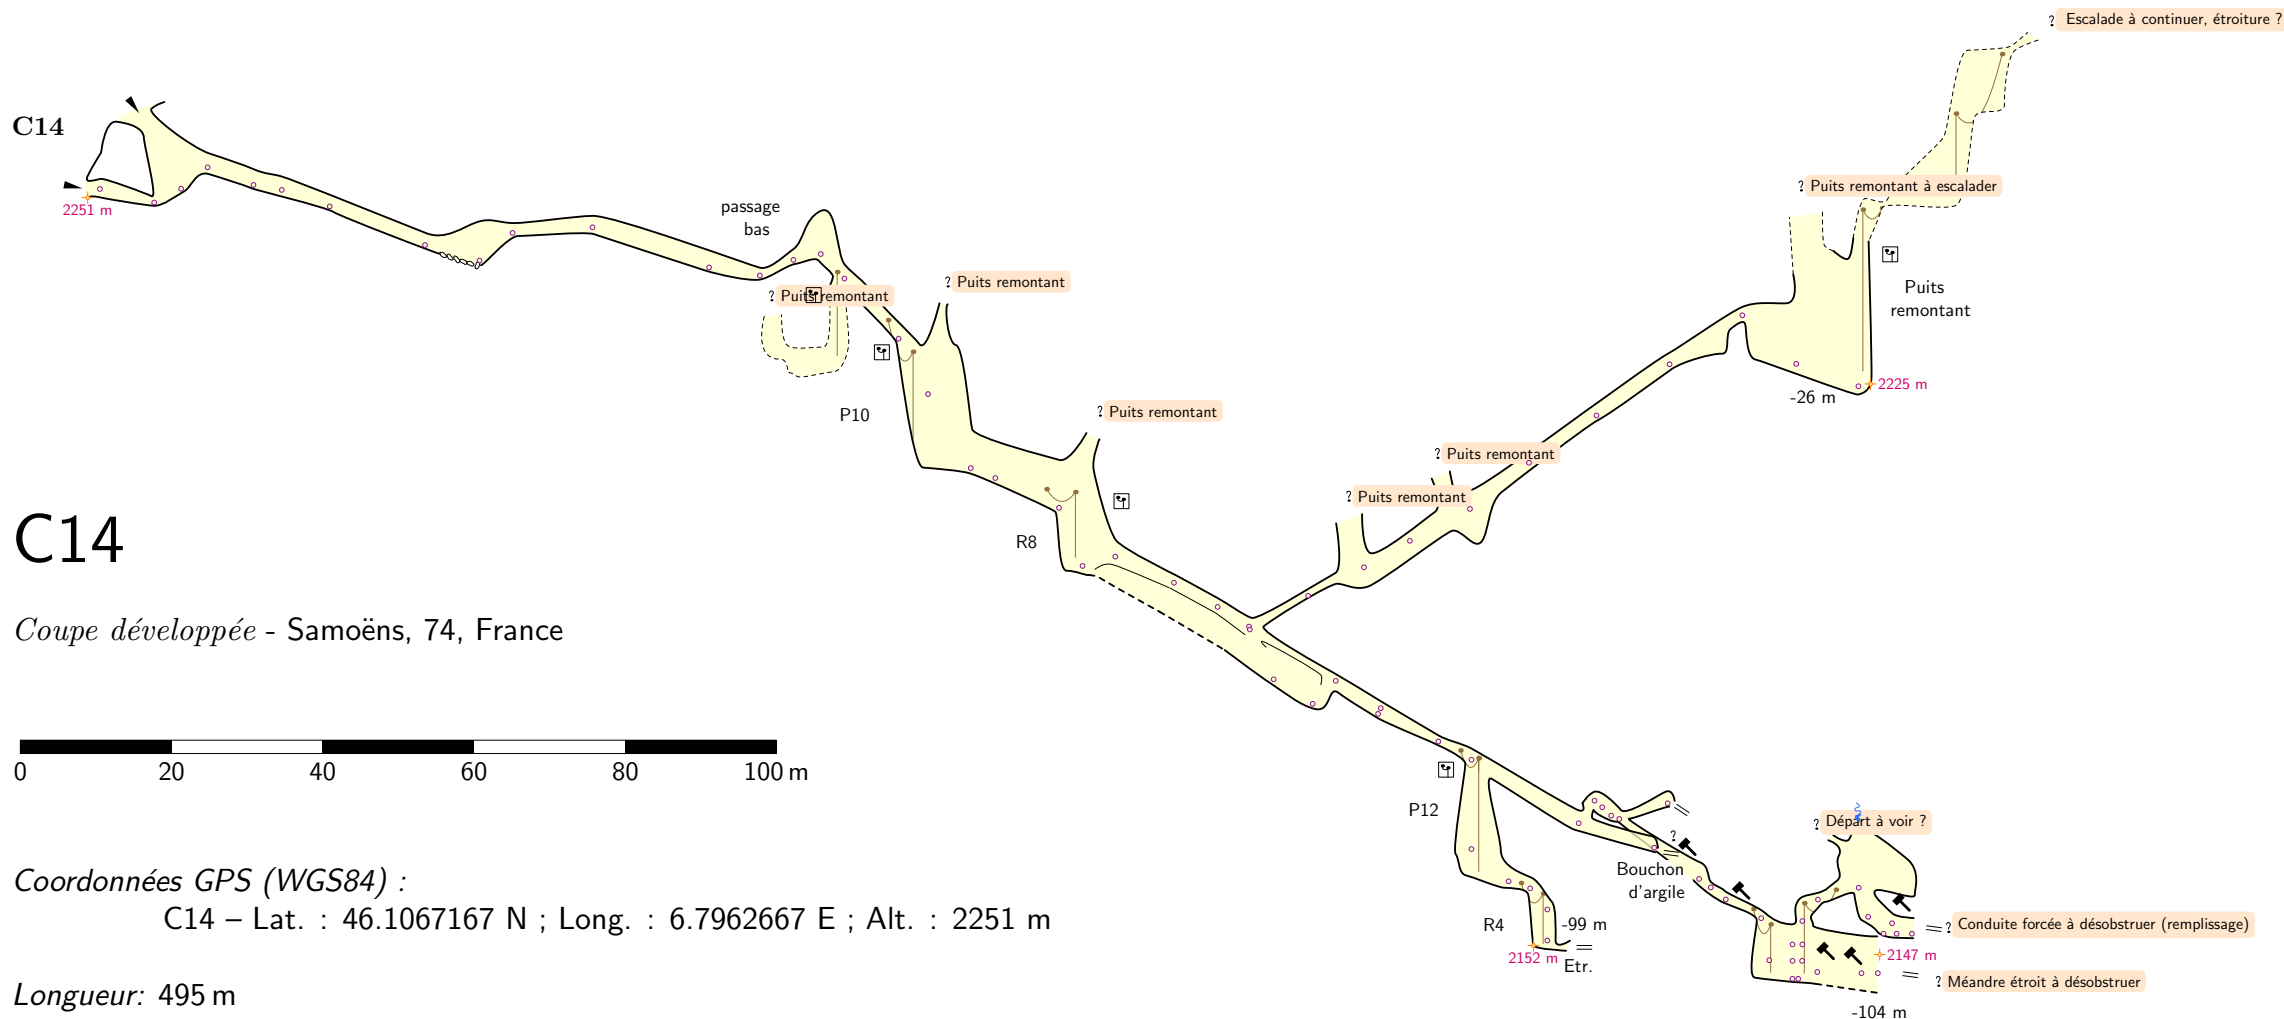 ? Escalade à continuer, étroiture ?
C14
? Puits remontant à escalader
passage
bas
2251 m
? Puits remontant
? Puits remontant
Puits
remontant
2225 m
-26 m
P10
? Puits remontant
? Puits remontant
? Puits remontant
C14
R8
Coupe développée - Samoëns, 74, France
0 20 40 60 80 100 m
P12
? Départ à voir ?
?
Bouchon
d'argile
Coordonnées GPS (WGS84) :
C14 – Lat. : 46.1067167 N ; Long. : 6.7962667 E ; Alt. : 2251 m
R4
-99 m
? Conduite forcée à désobstruer (remplissage)
2152 m
Etr.
2147 m
? Méandre étroit à désobstruer
Longueur: 495 m
-104 m